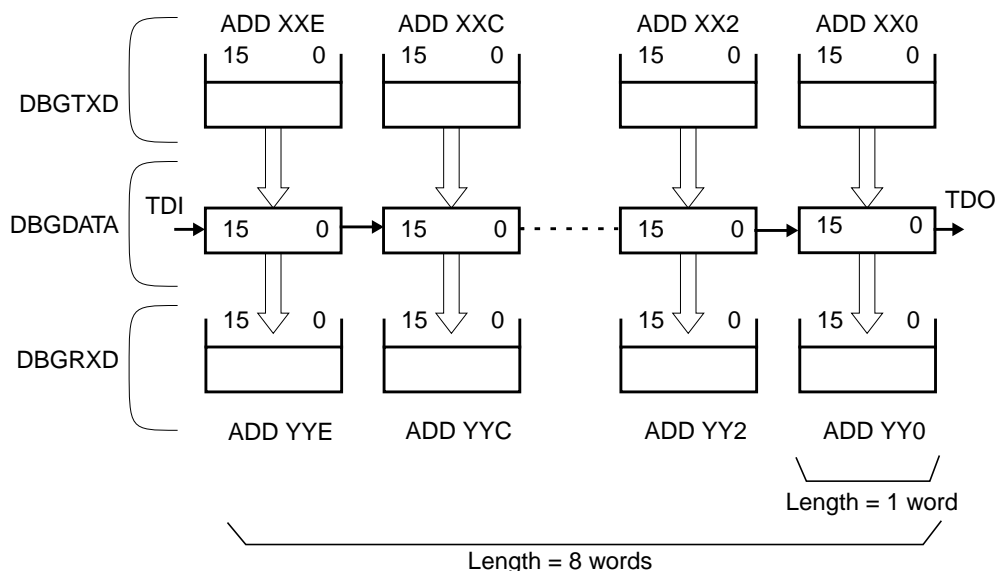 ADD XXE ADD XXC ADD XX2 ADD XX0
15 0 15 0 15 0 15 0
DBGTXD
TDI TDO
DBGDATA
15 0 15 0 15 0 15 0
15 0 15 0 15 0 15 0
DBGRXD
ADD YYE ADD YYC ADD YY2 ADD YY0
Length = 1 word
Length = 8 words